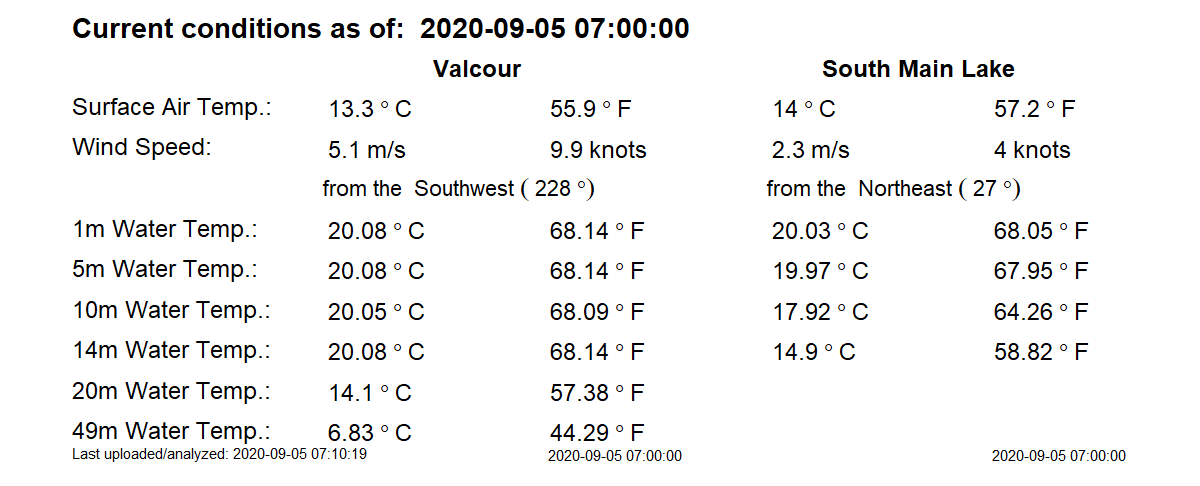 Current conditions as of:  2020-09-05 07:00:00
Valcour South Main Lake
Surface Air Temp.: 13.3 ° C 55.9 ° F 14 ° C 57.2 ° F
Wind Speed: 5.1 m/s 9.9 knots 2.3 m/s 4 knots
from the  Southwest ( 228 °) from the  Northeast ( 27 °)
1m Water Temp.: 20.08 ° C 68.14 ° F 20.03 ° C 68.05 ° F
5m Water Temp.: 20.08 ° C 68.14 ° F 19.97 ° C 67.95 ° F
10m Water Temp.: 20.05 ° C 68.09 ° F 17.92 ° C 64.26 ° F
14m Water Temp.: 20.08 ° C 68.14 ° F 14.9 ° C 58.82 ° F
20m Water Temp.: 14.1 ° C 57.38 ° F
49m Water Temp.: 6.83 ° C 44.29 ° F
Last uploaded/analyzed: 2020-09-05 07:10:19 2020-09-05 07:00:00 2020-09-05 07:00:00